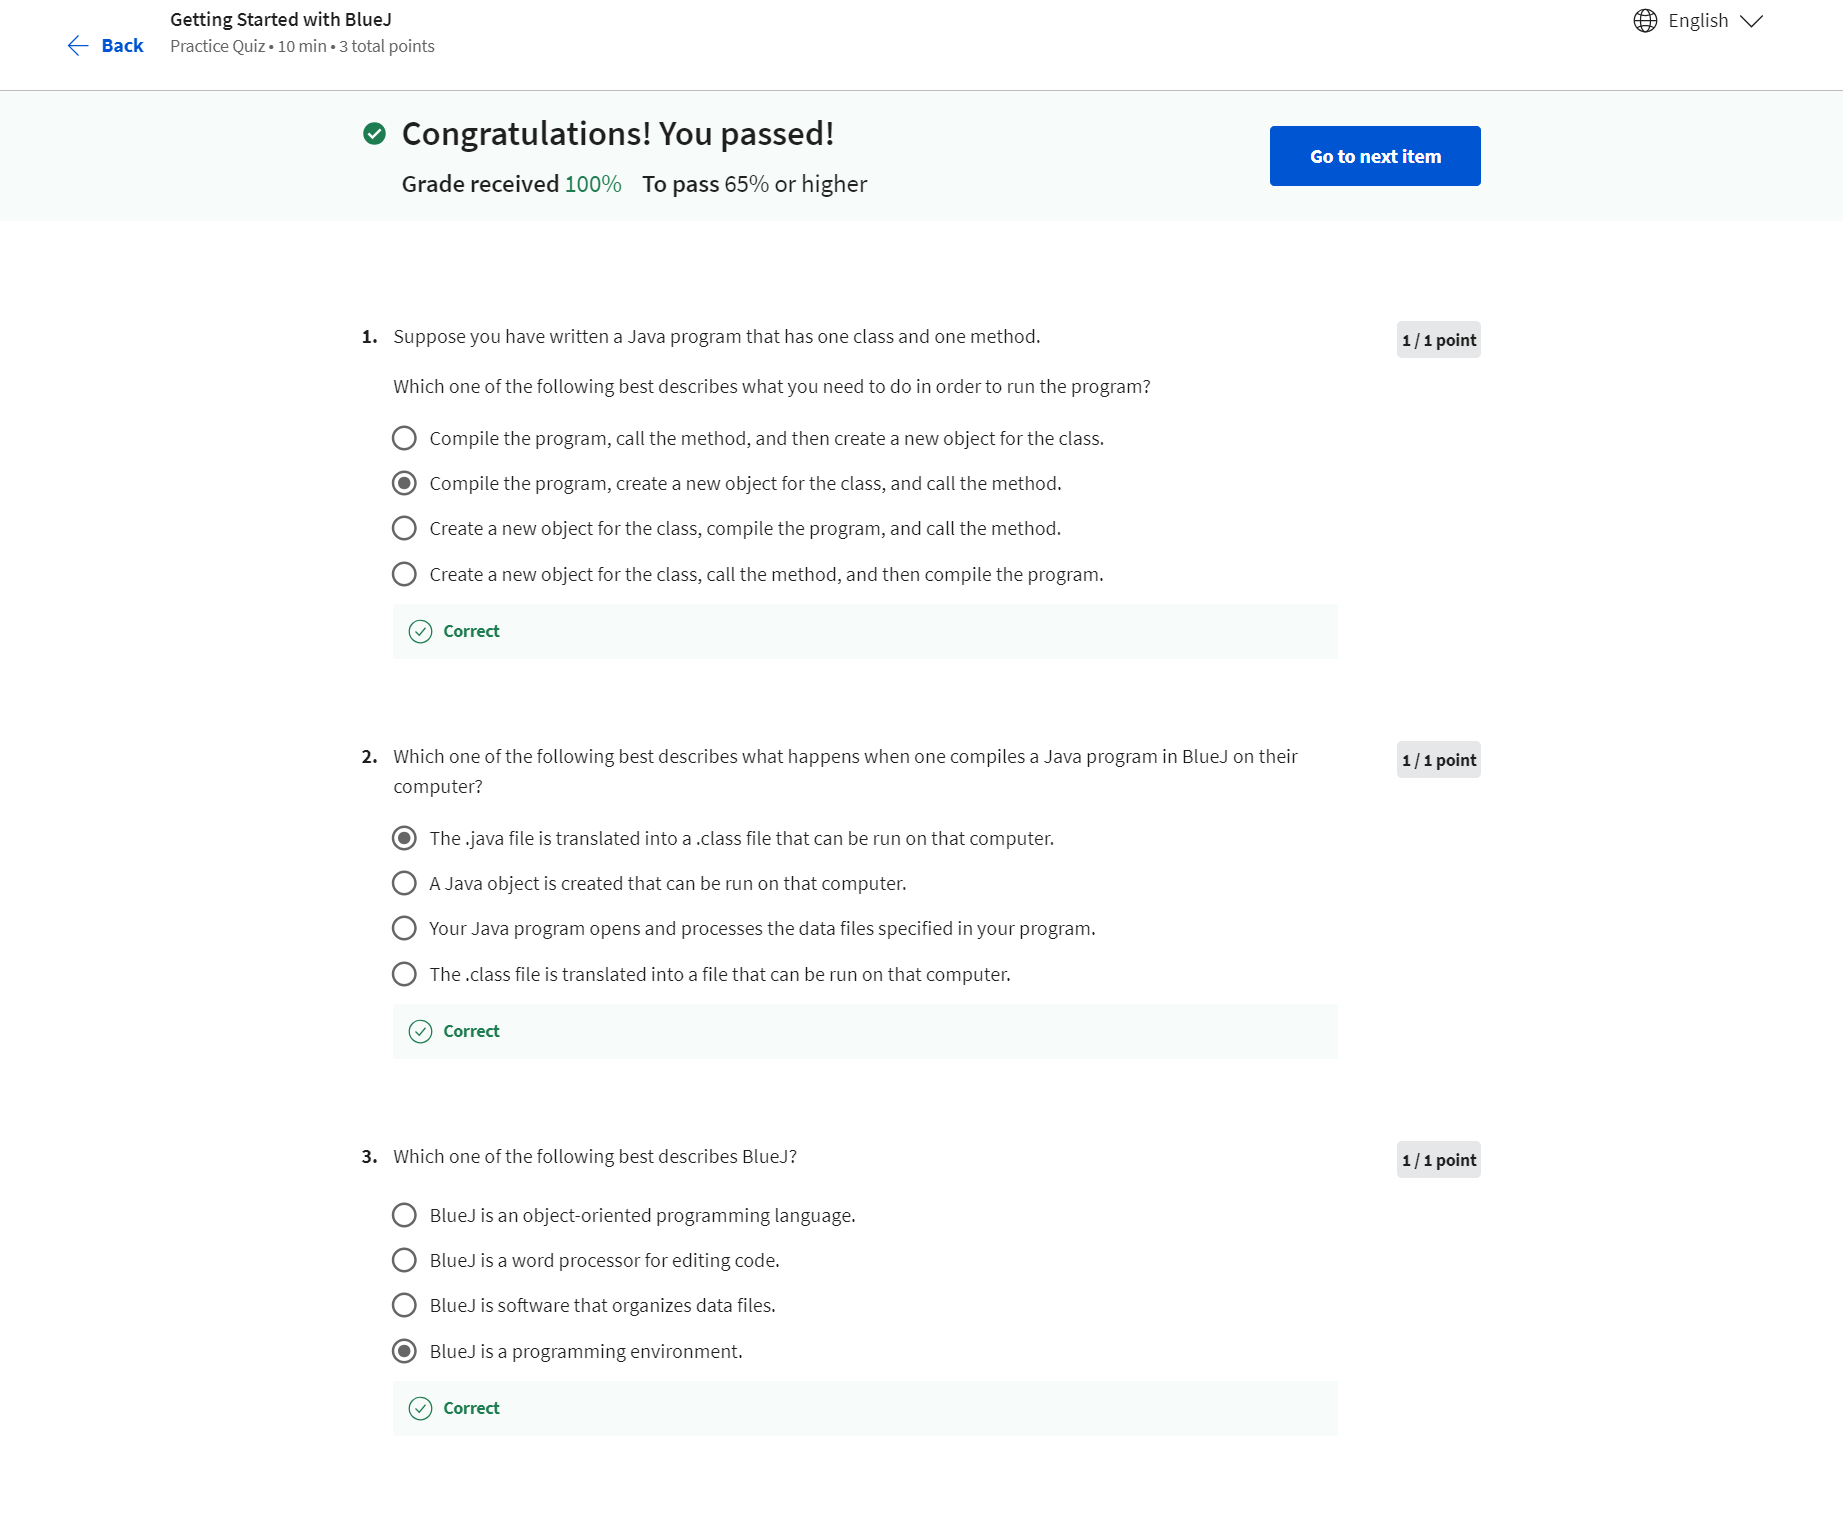 Getting Started with BlueJ
Back
Practice Quiz • 10 min • 3 total points
English
Congratulations! You passed!
Grade received 100% To pass 65% or higher
Go to next item
1. Suppose you have written a Java program that has one class and one method.
1 / 1 point
Which one of the following best describes what you need to do in order to run the program?
Compile the program, call the method, and then create a new object for the class.
Compile the program, create a new object for the class, and call the method.
Create a new object for the class, compile the program, and call the method.
Create a new object for the class, call the method, and then compile the program.
Correct
2. Which one of the following best describes what happens when one compiles a Java program in BlueJ on their
computer?
1 / 1 point
The .java file is translated into a .class file that can be run on that computer.
A Java object is created that can be run on that computer.
Your Java program opens and processes the data files specified in your program.
The .class file is translated into a file that can be run on that computer.
Correct
3. Which one of the following best describes BlueJ?
1 / 1 point
BlueJ is an object-oriented programming language.
BlueJ is a word processor for editing code.
BlueJ is software that organizes data files.
BlueJ is a programming environment.
Correct